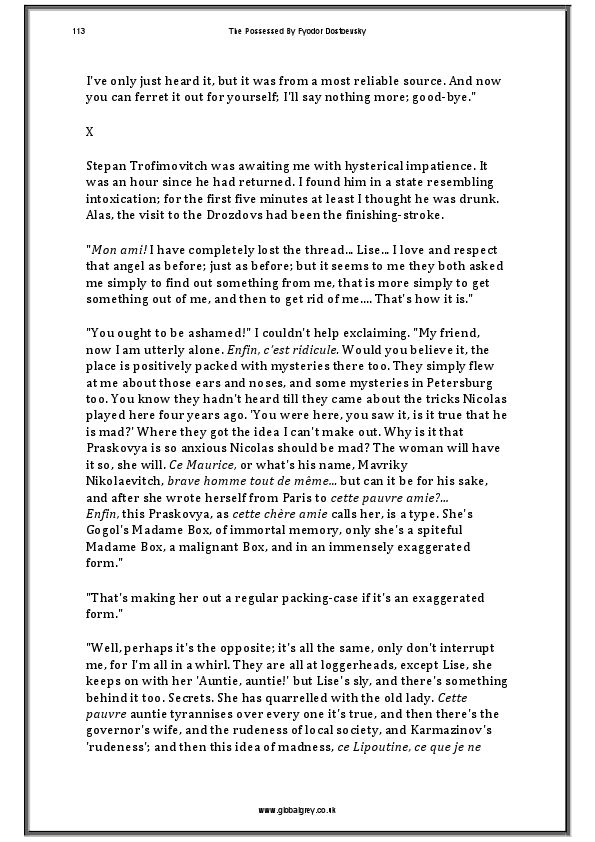 113
The Possessed By Fyodor Dostoevsky
I've only just heard it, but it was from a most reliable source. And now
you can ferret it out for yourself; I'll say nothing more; good-bye."
X
Stepan Trofimovitch was awaiting me with hysterical impatience. It
was an hour since he had returned. I found him in a state resembling
intoxication; for the first five minutes at least I thought he was drunk.
Alas, the visit to the Drozdovs had been the finishing-stroke.
"Mon ami! I have completely lost the thread... Lise... I love and respect
that angel as before; just as before; but it seems to me they both asked
me simply to find out something from me, that is more simply to get
something out of me, and then to get rid of me.... That's how it is."
"You ought to be ashamed!" I couldn't help exclaiming. "My friend,
now I am utterly alone. Enfin, c'est ridicule. Would you believe it, the
place is positively packed with mysteries there too. They simply flew
at me about those ears and noses, and some mysteries in Petersburg
too. You know they hadn't heard till they came about the tricks Nicolas
played here four years ago. 'You were here, you saw it, is it true that he
is mad?' Where they got the idea I can't make out. Why is it that
Praskovya is so anxious Nicolas should be mad? The woman will have
it so, she will. Ce Maurice, or what's his name, Mavriky
Nikolaevitch, brave homme tout de même... but can it be for his sake,
and after she wrote herself from Paris to cette pauvre amie?...
Enfin, this Praskovya, as cette chère amie calls her, is a type. She's
Gogol's Madame Box, of immortal memory, only she's a spiteful
Madame Box, a malignant Box, and in an immensely exaggerated
form."
"That's making her out a regular packing-case if it's an exaggerated
form."
"Well, perhaps it's the opposite; it's all the same, only don't interrupt
me, for I'm all in a whirl. They are all at loggerheads, except Lise, she
keeps on with her 'Auntie, auntie!' but Lise's sly, and there's something
behind it too. Secrets. She has quarrelled with the old lady. Cette
pauvre auntie tyrannises over every one it's true, and then there's the
governor's wife, and the rudeness of local society, and Karmazinov's
'rudeness'; and then this idea of madness, ce Lipoutine, ce que je ne
www.globalgrey.co.uk